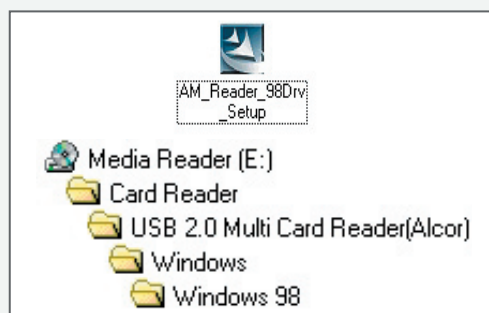 AM_Reader_98Drv
_Setup
Media Reader (E:)
Card Reader
USB 2.0 Multi Card Reader(Alcor)
Windows
Windows 98